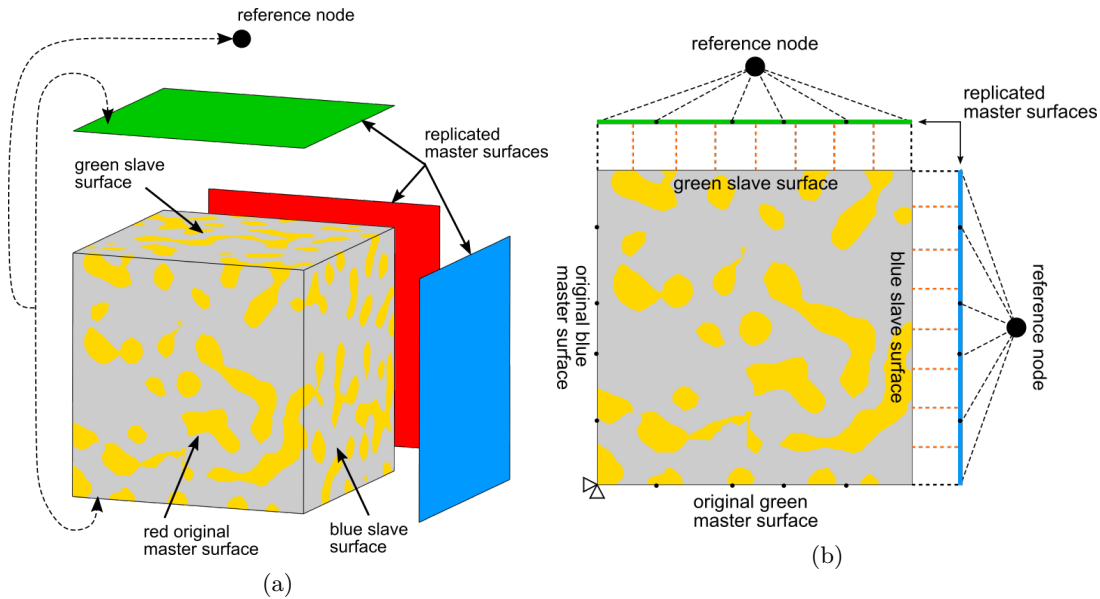 reference node
replicated
master surfaces
green slave
surface
red original
master surface
blue slave
surface
(a)
reference node
replicated
master surfaces
green slave surface
original blue
master surface
blue slave surface
reference node
original green
master surface
(b)